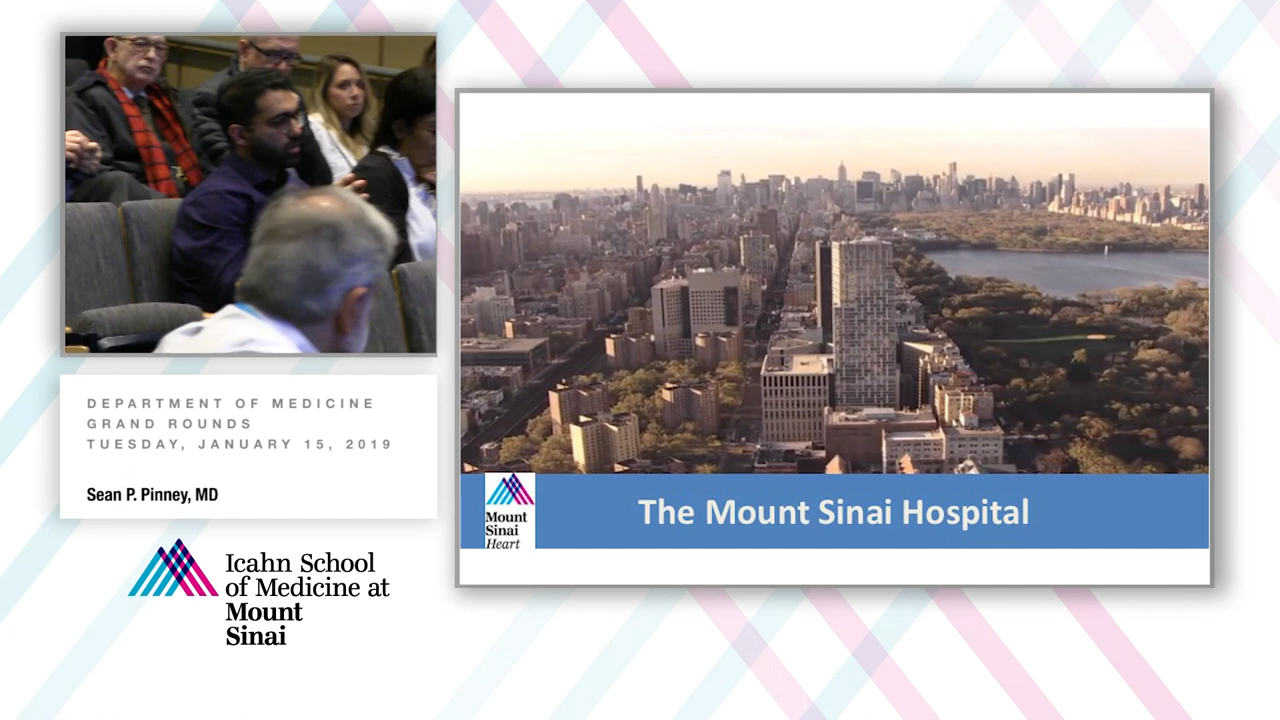 DEPARTMENT OF MEDICINE
GRAND ROUNDS
TUESDAY, JANUARY 15, 2019
Sean P. Pinney, MD
Icahn School
of Medicine at
Mount
Sinai
Mount
Sinai
Heart
The Mount Sinai Hospital